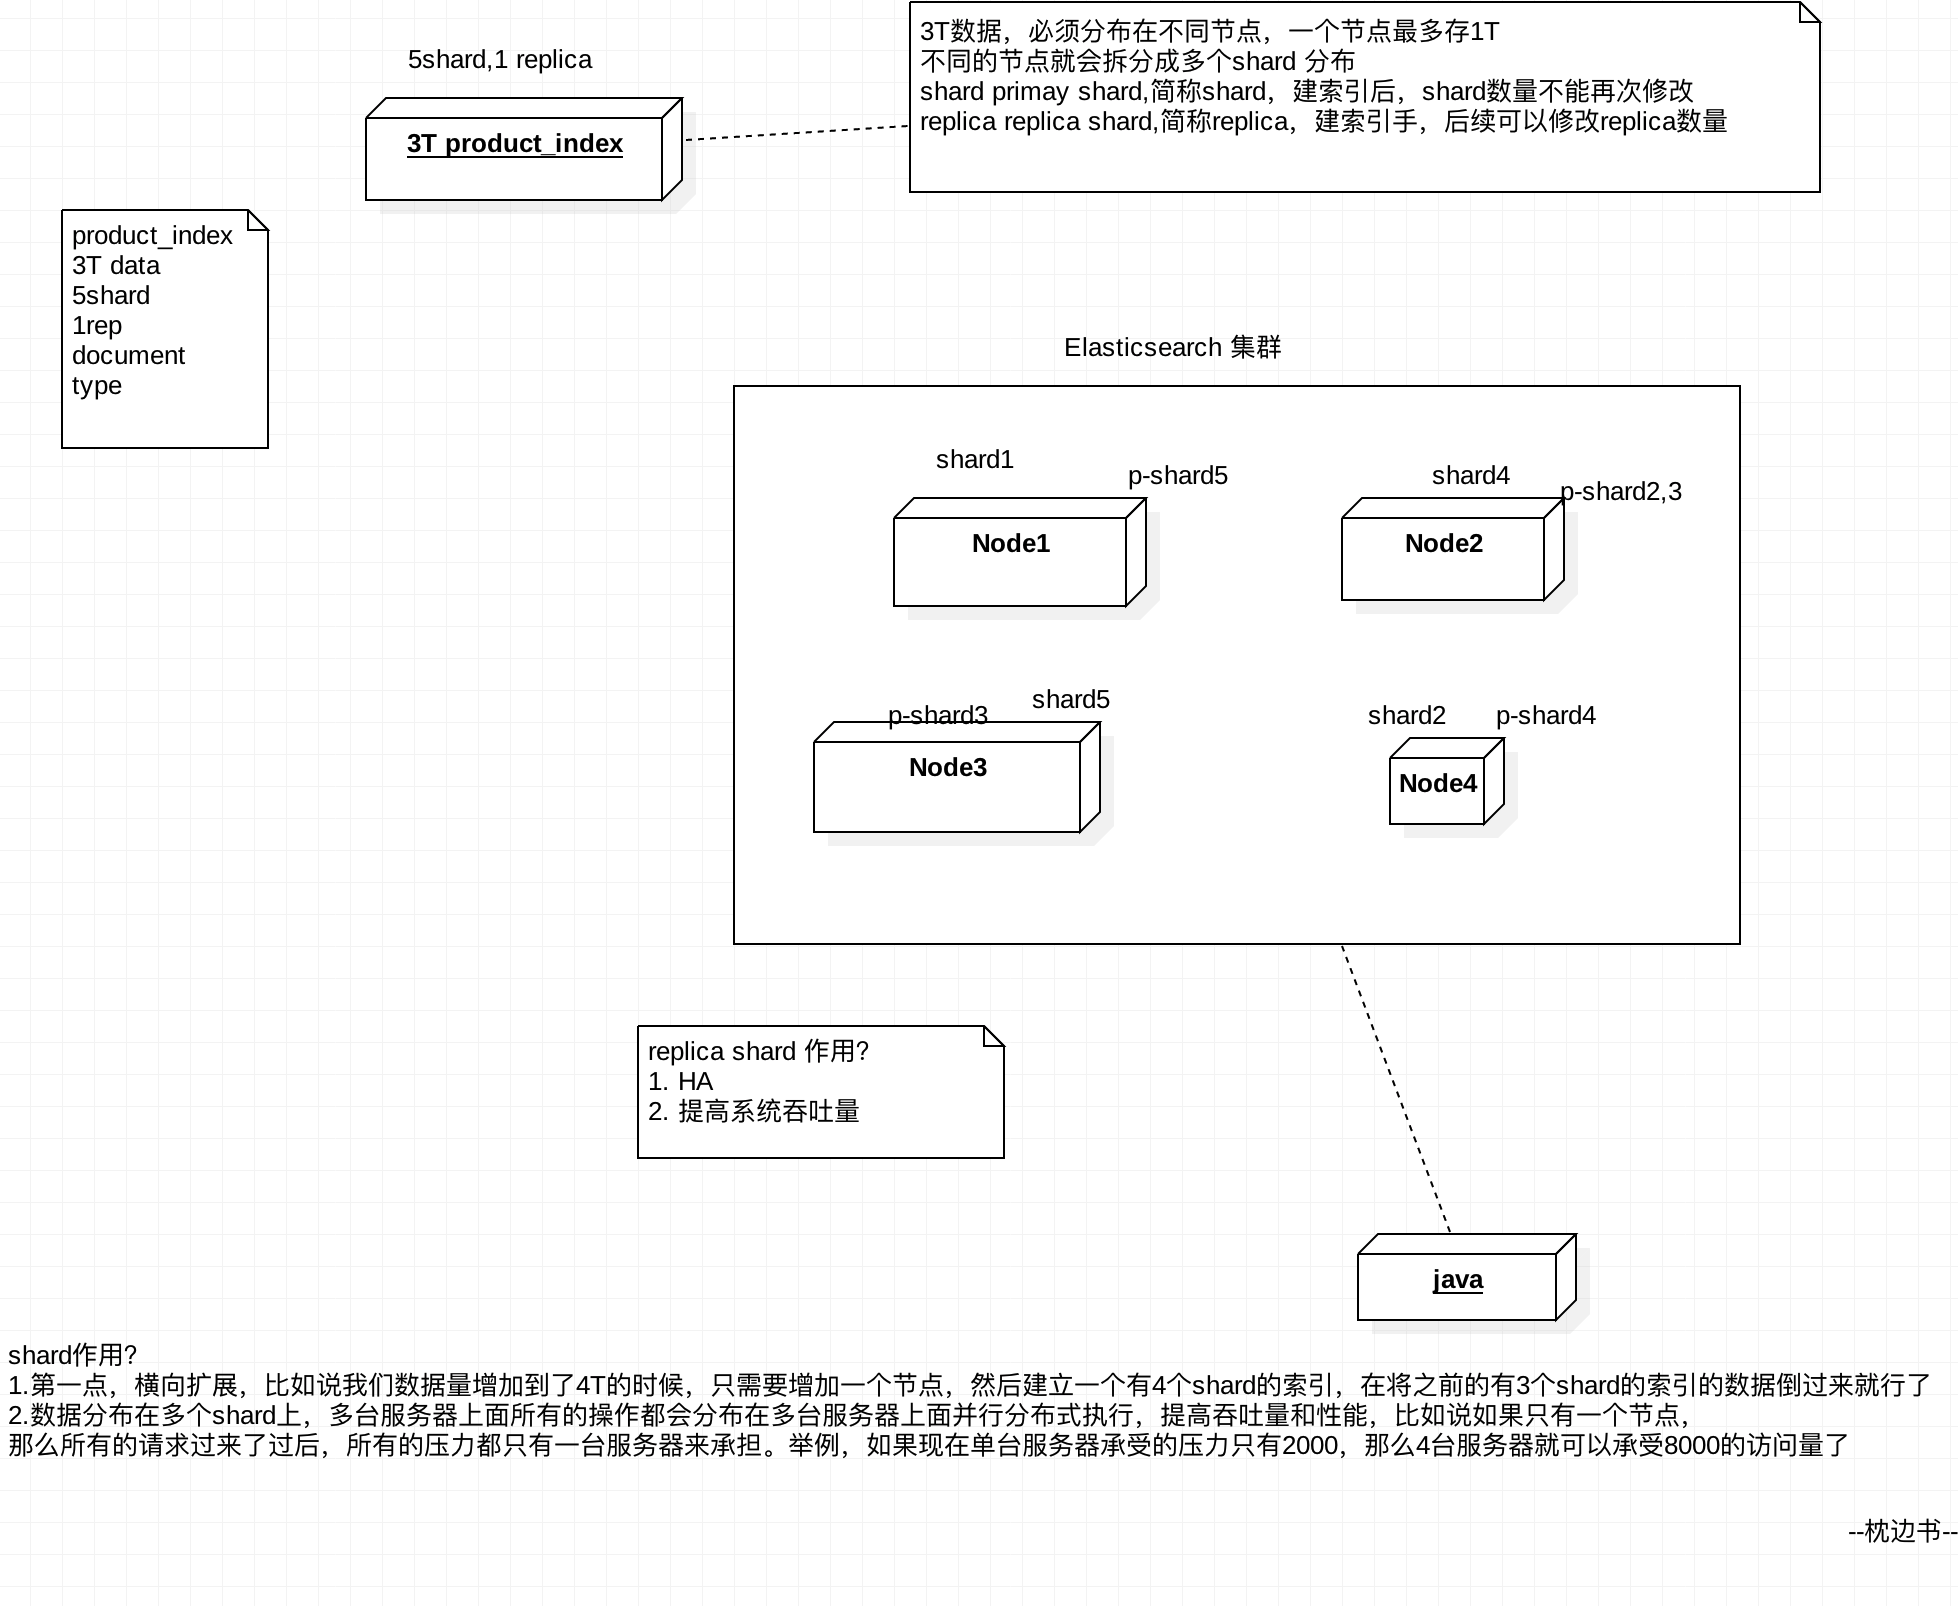 5shard,1 replica
3T product_index
3T数据，必须分布在不同节点，一个节点最多存1T
不同的节点就会拆分成多个shard 分布
shard primay shard,简称shard，建索引后，shard数量不能再次修改
replica replica shard,简称replica，建索引手，后续可以修改replica数量
product_index
3T data
5shard
1rep
document
type
Elasticsearch 集群
shard1
p-shard5
Node1
shard4
p-shard2,3
Node2
p-shard3
shard5
Node3
shard2
p-shard4
Node4
replica shard 作用？
1. HA
2. 提高系统吞吐量
java
shard作用？
1.第一点，横向扩展，比如说我们数据量增加到了4T的时候，只需要增加一个节点，然后建立一个有4个shard的索引，在将之前的有3个shard的索引的数据倒过来就行了
2.数据分布在多个shard上，多台服务器上面所有的操作都会分布在多台服务器上面并行分布式执行，提高吞吐量和性能，比如说如果只有一个节点，
那么所有的请求过来了过后，所有的压力都只有一台服务器来承担。举例，如果现在单台服务器承受的压力只有2000，那么4台服务器就可以承受8000的访问量了
--枕边书--